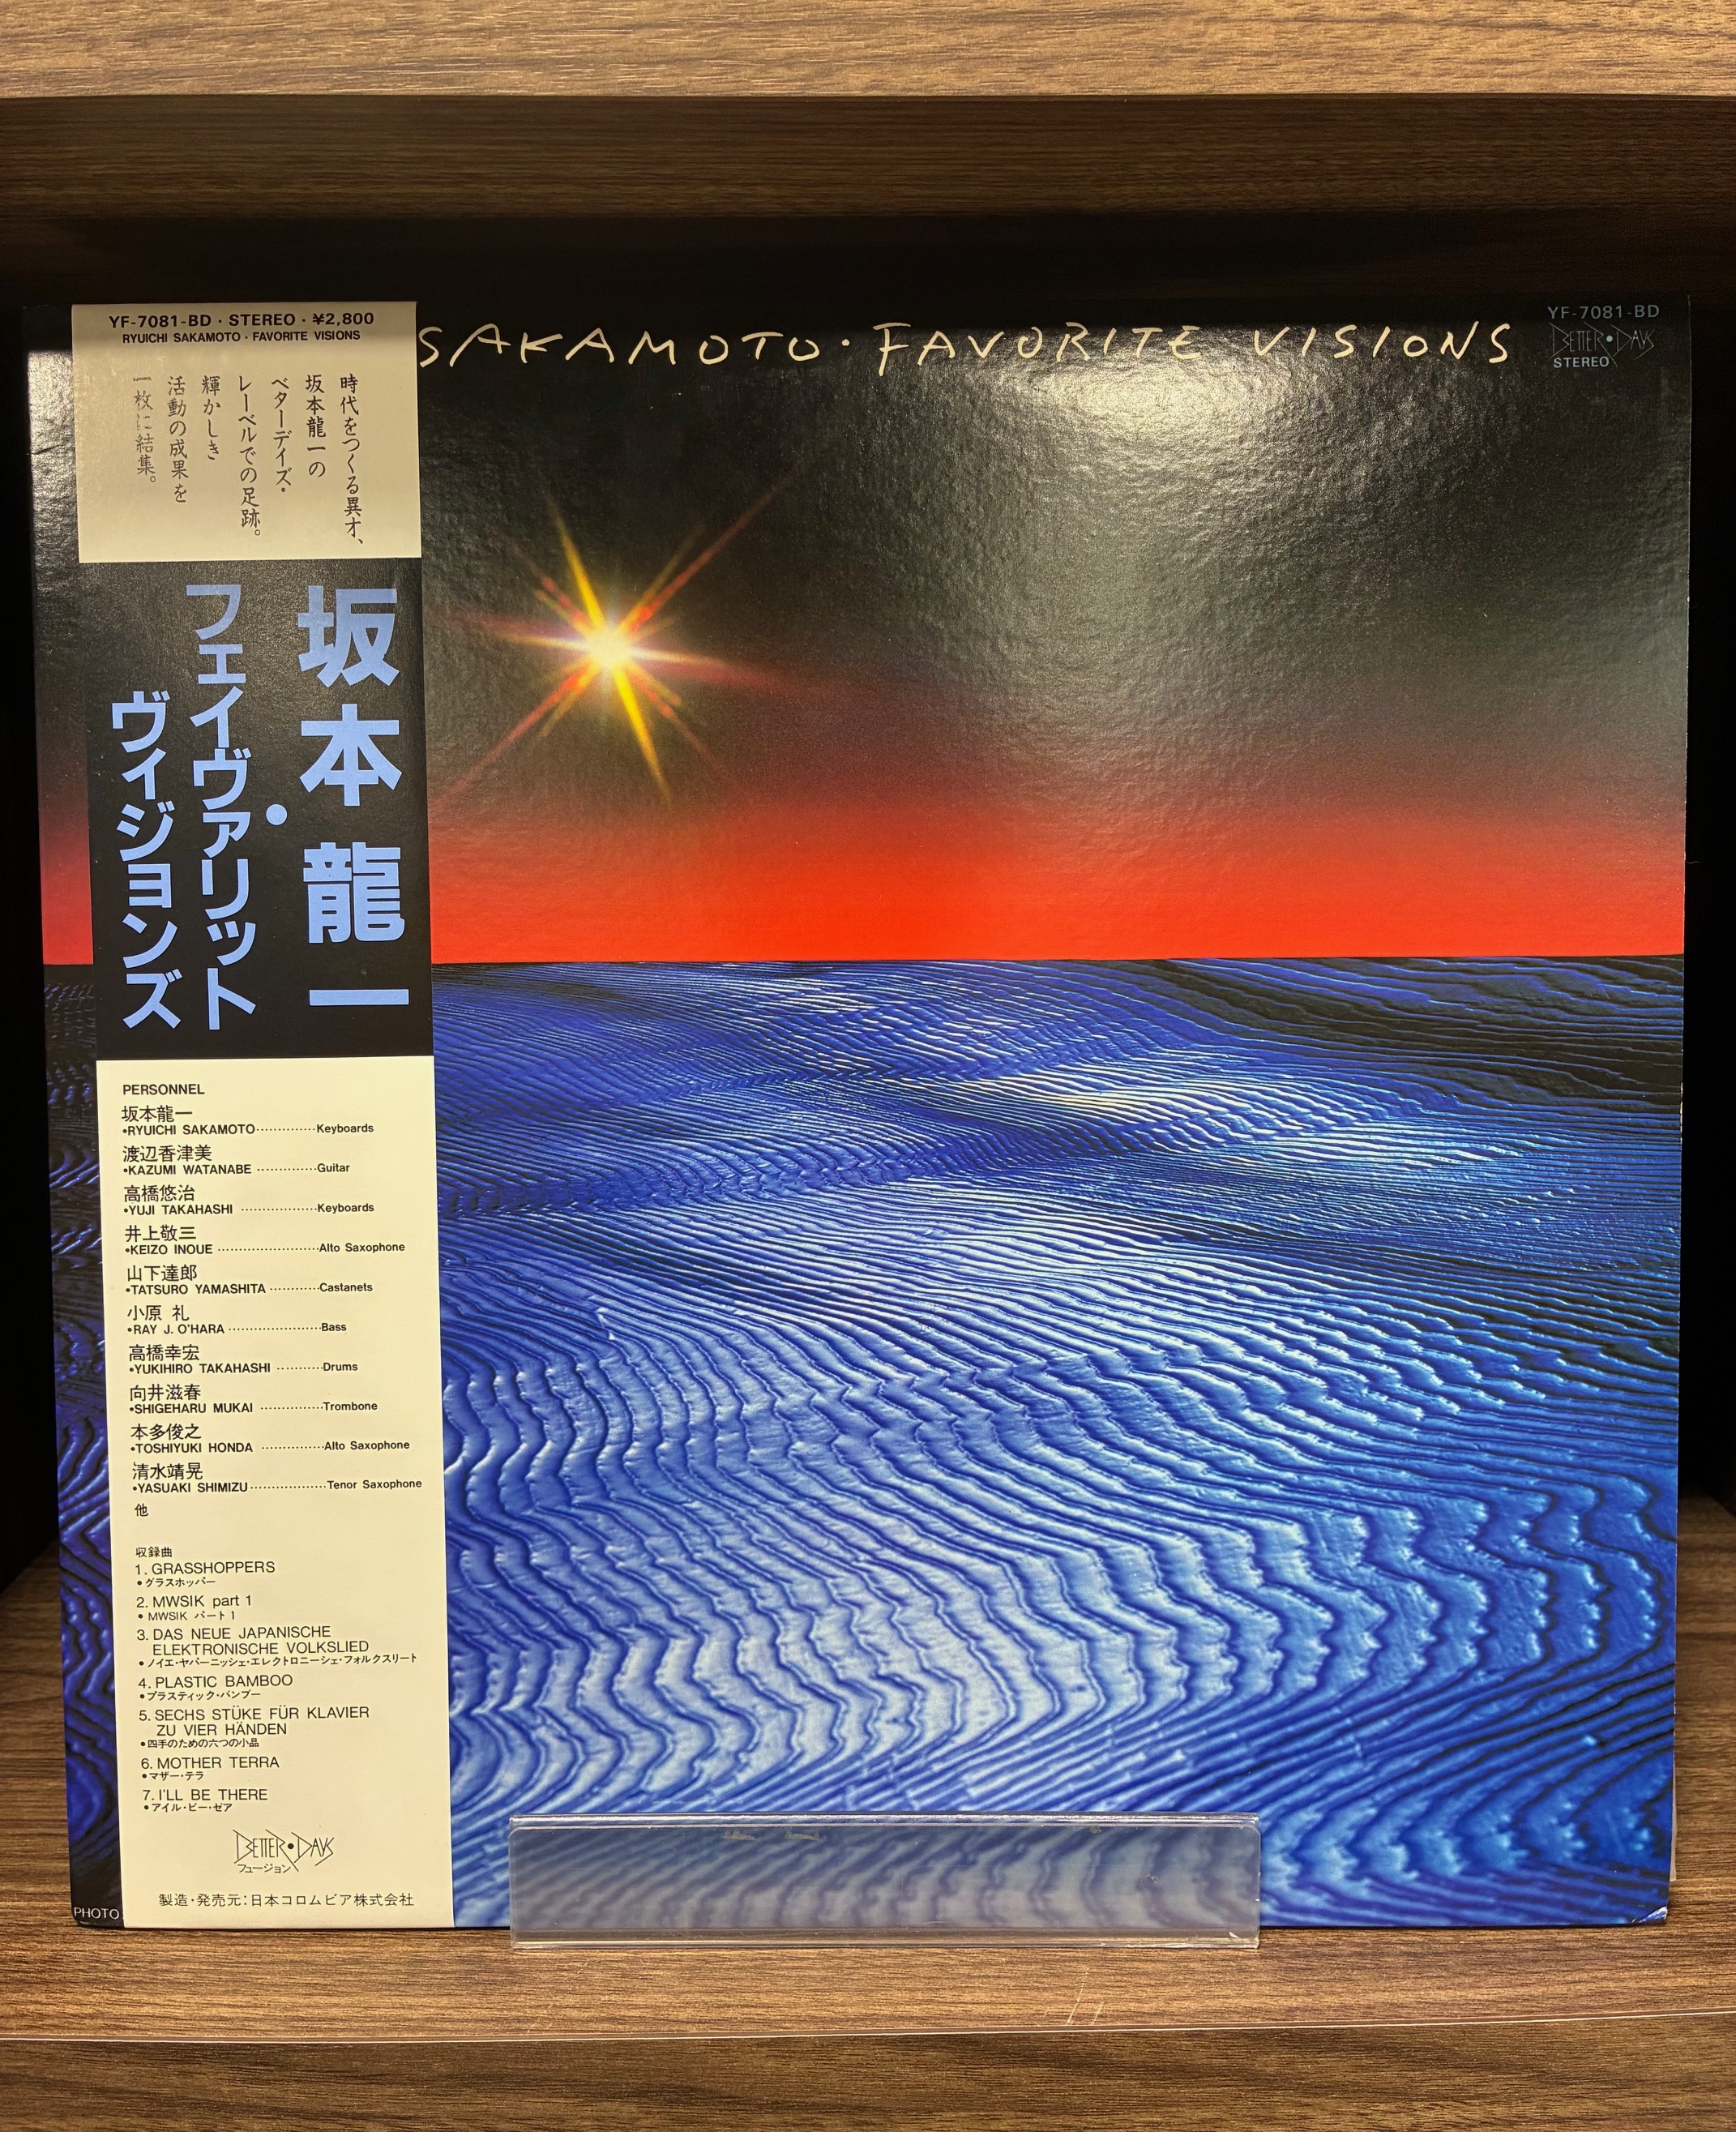 YF-7081-BD・STEREO・¥2,800
RYUICHI SAKAMOTO・FAVORITE VISIONS
時代をつくる異才、
坂本龍一の
ベターデイズ・
レーベルでの足跡。
輝かしき
活動の成果を
一枚に結集。
坂本龍一
フェイヴァリット・
ヴィジョンズ
PERSONNEL
坂本龍一
•RYUICHI SAKAMOTO·············Keyboards
渡辺香津美
•KAZUMI WATANABE·············Guitar
高橋悠治
•YUJI TAKAHASHI·················Keyboards
井上敬三
•KEIZO INOUE······················Alto Saxophone
山下達郎
•TATSURO YAMASHITA···········Castanets
小原 礼
•RAY J. O'HARA····················Bass
高橋幸宏
•YUKIHIRO TAKAHASHI··········Drums
向井滋春
•SHIGEHARU MUKAI··············Trombone
本多俊之
•TOSHIYUKI HONDA··············Alto Saxophone
清水靖晃
•YASUAKI SHIMIZU·················Tenor Saxophone
他
収録曲
1. GRASSHOPPERS
•グラスホッパー
2. MWSIK part 1
•MWSIK パート1
3. DAS NEUE JAPANISCHE
ELEKTRONISCHE VOLKSLIED
•ノイエ・ヤパーニッシェ・エレクトロニーシェ・フォルクスリート
4. PLASTIC BAMBOO
•プラスティック・バンブー
5. SECHS STÜKE FÜR KLAVIER
ZU VIER HÄNDEN
•四手のための六つの小品
6. MOTHER TERRA
•マザー・テラ
7. I'LL BE THERE
•アイル・ビー・ゼア
BETTER•DAYS
フュージョン
製造・発売元：日本コロムビア株式会社
SAKAMOTO・FAVORITE VISIONS
YF-7081-BD
BETTER•DAYS
STEREO
PHOTO